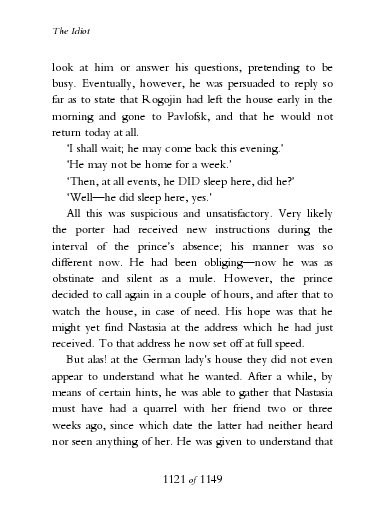 The Idiot
look at him or answer his questions, pretending to be
busy. Eventually, however, he was persuaded to reply so
far as to state that Rogojin had left the house early in the
morning and gone to Pavlofsk, and that he would not
return today at all.
'I shall wait; he may come back this evening.'
'He may not be home for a week.'
'Then, at all events, he DID sleep here, did he?'
'Well—he did sleep here, yes.'
All this was suspicious and unsatisfactory. Very likely
the porter had received new instructions during the
interval of the prince's absence; his manner was so
different now. He had been obliging—now he was as
obstinate and silent as a mule. However, the prince
decided to call again in a couple of hours, and after that to
watch the house, in case of need. His hope was that he
might yet find Nastasia at the address which he had just
received. To that address he now set off at full speed.
But alas! at the German lady's house they did not even
appear to understand what he wanted. After a while, by
means of certain hints, he was able to gather that Nastasia
must have had a quarrel with her friend two or three
weeks ago, since which date the latter had neither heard
nor seen anything of her. He was given to understand that
1121 of 1149